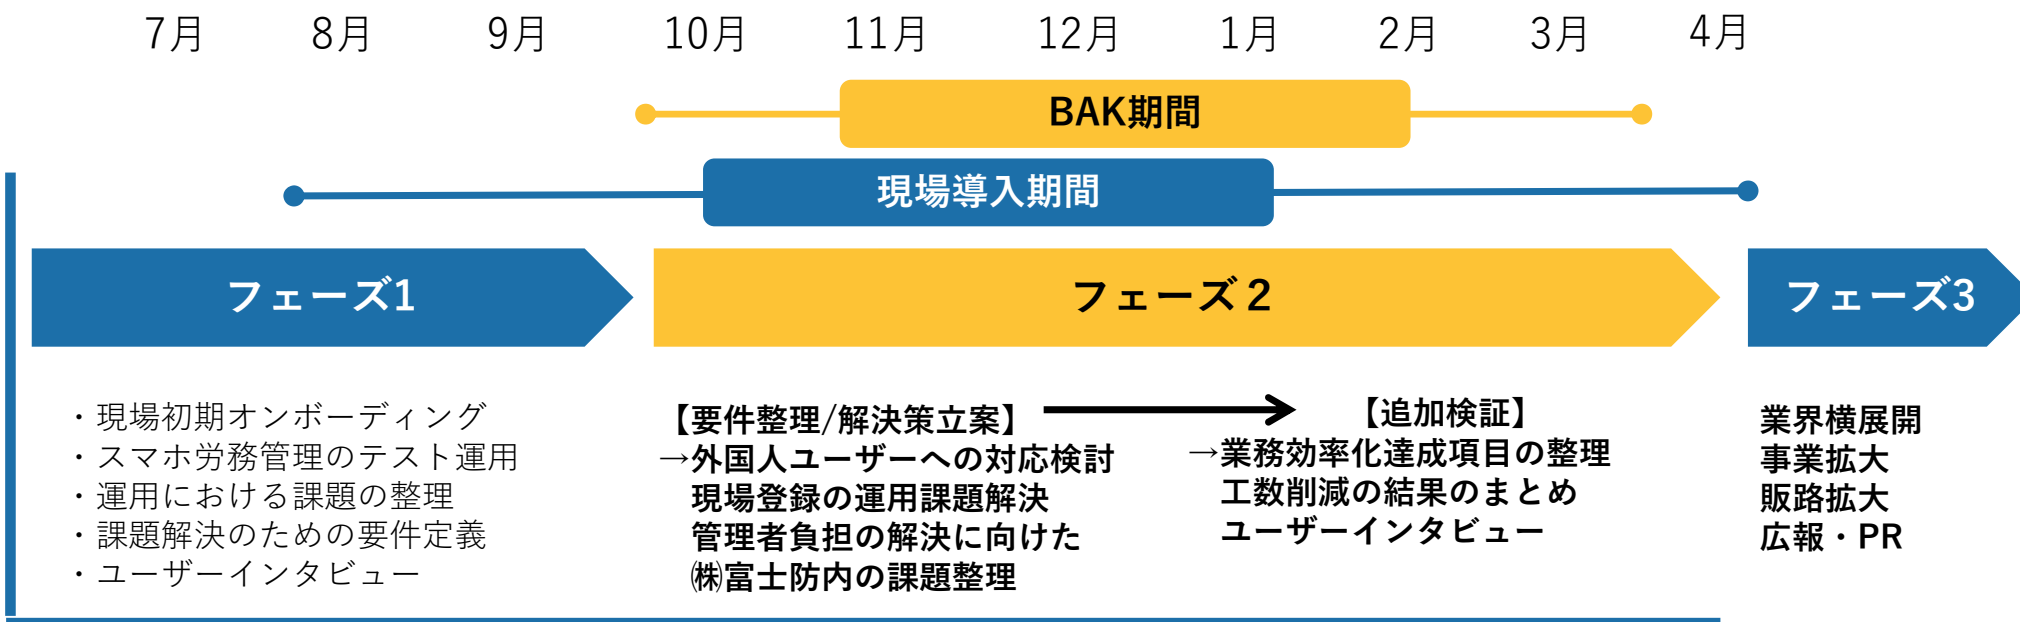 7月 8月 9月 10月 11月 12月 1月 2月 3月 4月
BAK期間
現場導入期間
フェーズ1
フェーズ２
フェーズ3
・現場初期オンボーディング
・スマホ労務管理のテスト運用
・運用における課題の整理
・課題解決のための要件定義
・ユーザーインタビュー
【要件整理/解決策立案】
→外国人ユーザーへの対応検討
現場登録の運用課題解決
管理者負担の解決に向けた
㈱富士防内の課題整理
【追加検証】
→業務効率化達成項目の整理
工数削減の結果のまとめ
ユーザーインタビュー
業界横展開
事業拡大
販路拡大
広報・PR